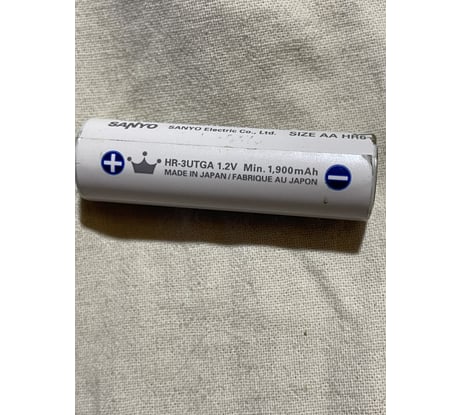 SANYO SANYO Electric Co., Ltd. SIZE AA HR6
HR-3UTGA 1.2V Min. 1,900mAh
MADE IN JAPAN / FABRIQUE AU JAPON